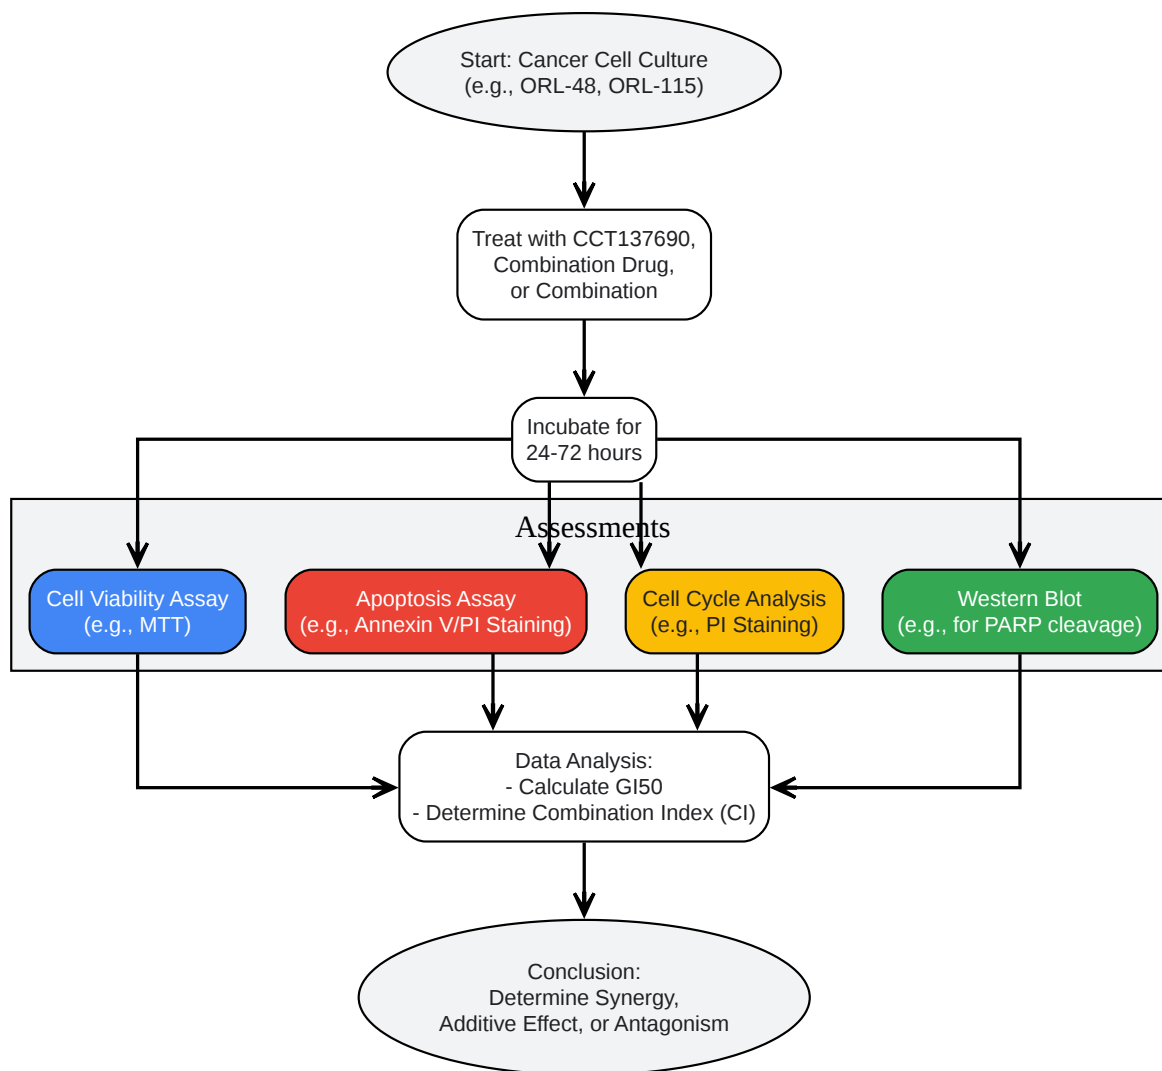 Start: Cancer Cell Culture
(e.g., ORL-48, ORL-115)
Treat with CCT137690,
Combination Drug,
or Combination
Incubate for
24-72 hours
Assessments
Cell Viability Assay
(e.g., MTT)
Apoptosis Assay
(e.g., Annexin V/PI Staining)
Cell Cycle Analysis
(e.g., PI Staining)
Western Blot
(e.g., for PARP cleavage)
Data Analysis:
- Calculate GI50
- Determine Combination Index (CI)
Conclusion:
Determine Synergy,
Additive Effect, or Antagonism